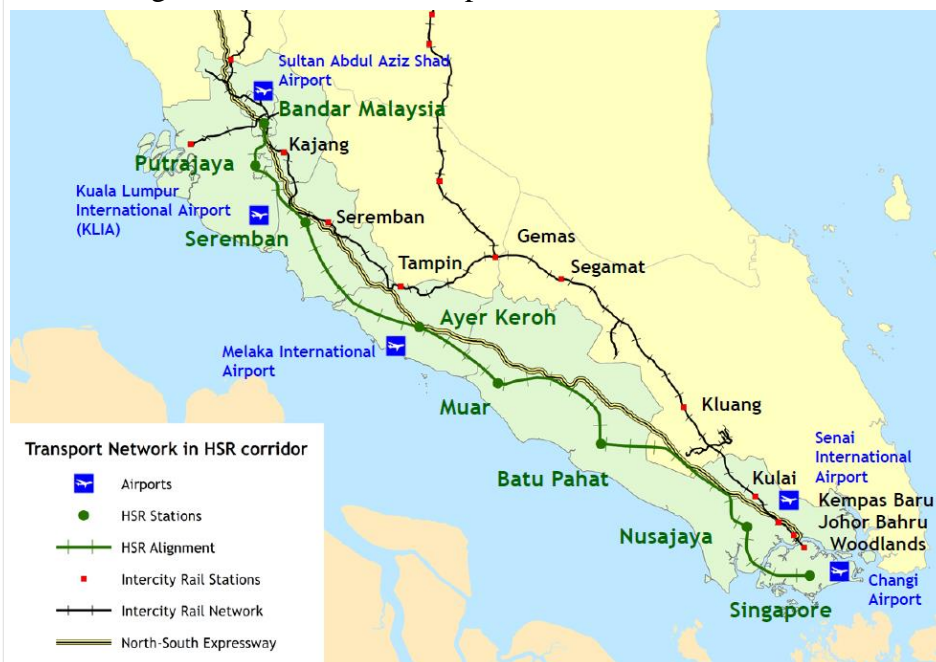 Sultan Abdul Aziz Shad
Airport
Bandar Malaysia
Kajang
Putrajaya
Kuala Lumpur
International Airport
(KLIA)
Seremban
Seremban
Gemas
Tampin
Segamat
Ayer Keroh
Melaka International
Airport
Muar
Kluang
Batu Pahat
Senai
International
Airport
Kulai
Kempas Baru
Johor Bahru
Woodlands
Nusajaya
Changi
Airport
Singapore
Transport Network in HSR corridor
Airports
HSR Stations
HSR Alignment
Intercity Rail Stations
Intercity Rail Network
North-South Expressway